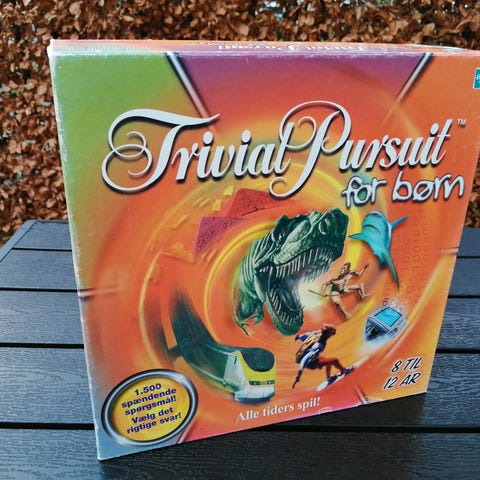 Trivial Pursuit™
for børn
8 TIL
12 ÅR
1.500
spændende
spørgsmål!
Vælg det
rigtige svar!
Alle tiders spil!